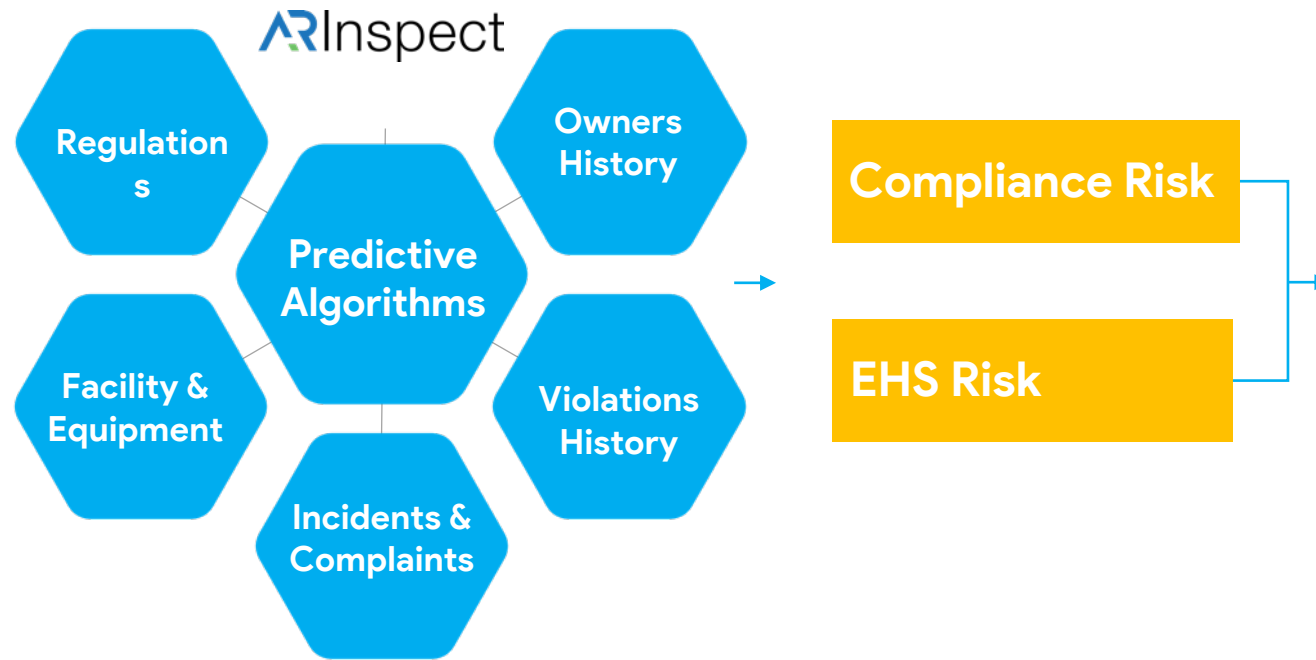 ARInspect
Regulation
s
Owners
History
Predictive
Algorithms
Facility &
Equipment
Violations
History
Incidents &
Complaints
Compliance Risk
EHS Risk